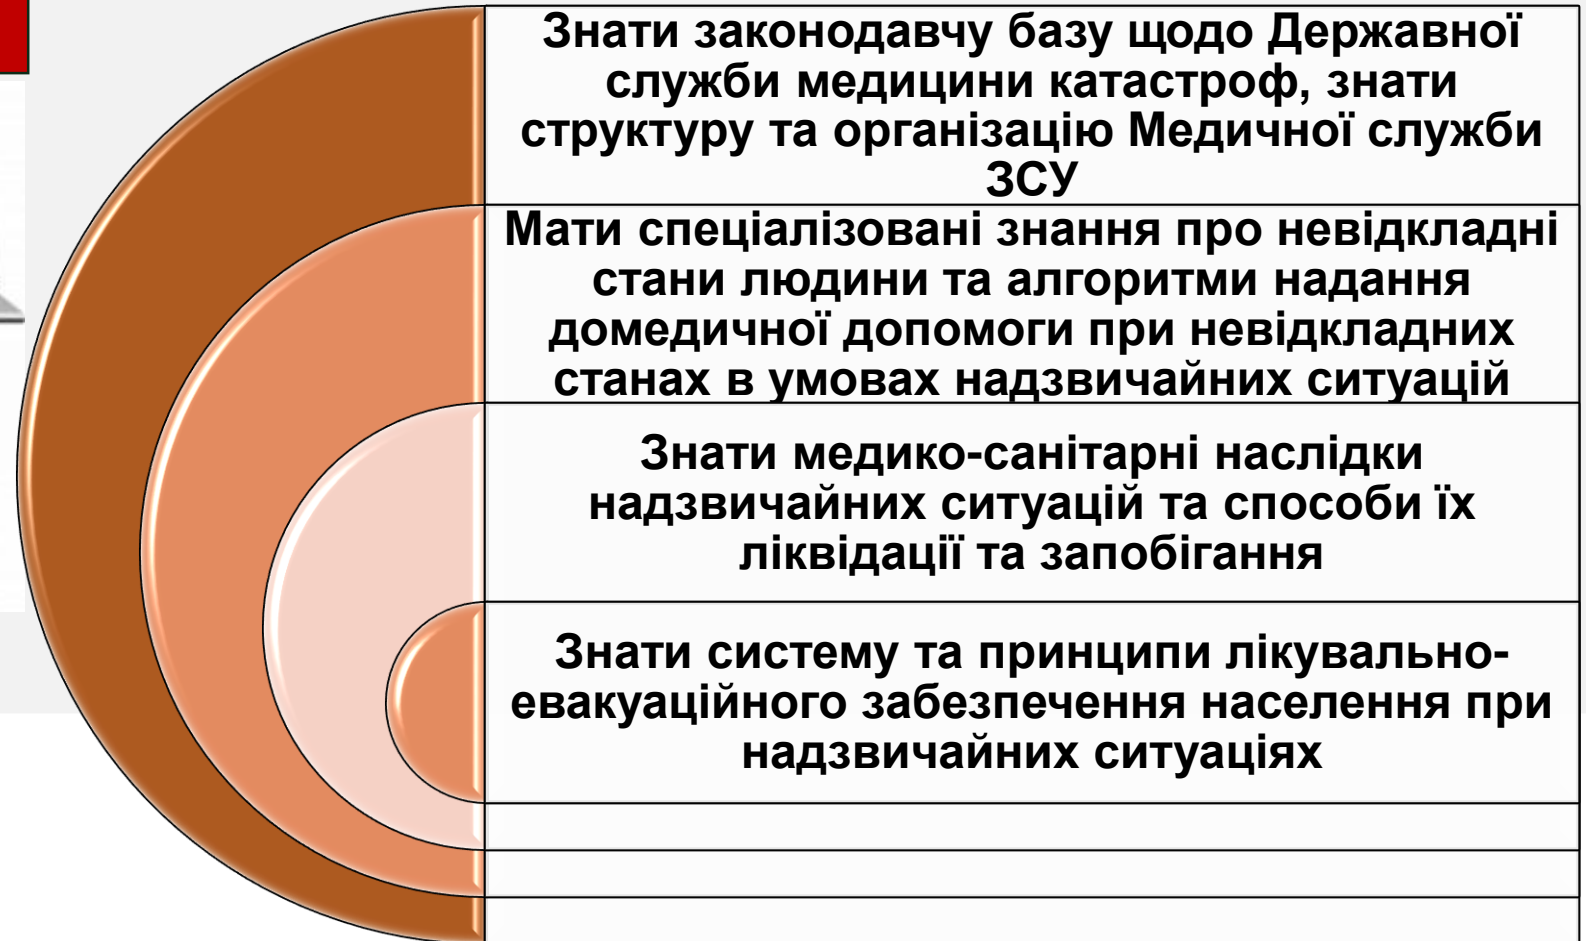 Знати законодавчу базу щодо Державної
служби медицини катастроф, знати
структуру та організацію Медичної служби
ЗСУ
Мати спеціалізовані знання про невідкладні
стани людини та алгоритми надання
домедичної допомоги при невідкладних
станах в умовах надзвичайних ситуацій
Знати медико-санітарні наслідки
надзвичайних ситуацій та способи їх
ліквідації та запобігання
Знати систему та принципи лікувально-
евакуаційного забезпечення населення при
надзвичайних ситуаціях